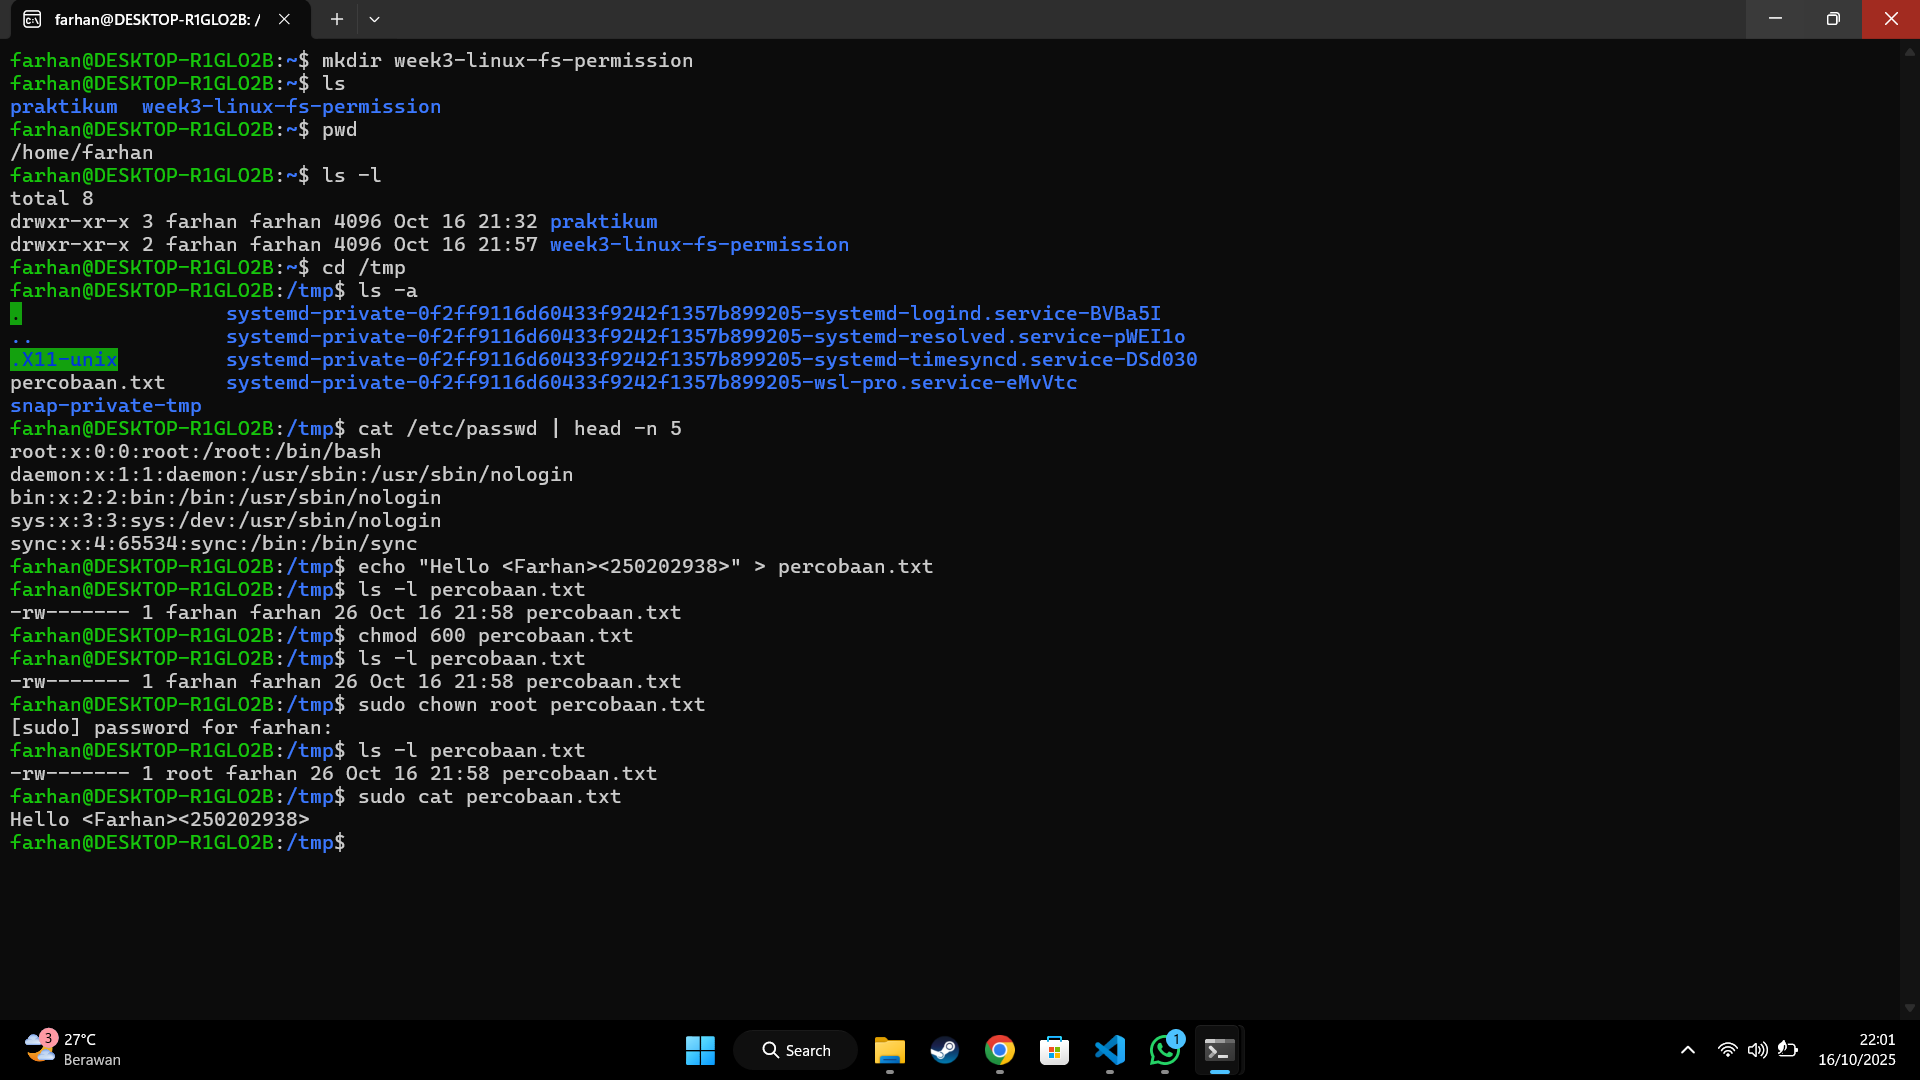 farhan@DESKTOP-R1GLO2B: /
farhan@DESKTOP-R1GLO2B:~$ mkdir week3-linux-fs-permission
farhan@DESKTOP-R1GLO2B:~$ ls
praktikum  week3-linux-fs-permission
farhan@DESKTOP-R1GLO2B:~$ pwd
/home/farhan
farhan@DESKTOP-R1GLO2B:~$ ls -l
total 8
drwxr-xr-x 3 farhan farhan 4096 Oct 16 21:32 praktikum
drwxr-xr-x 2 farhan farhan 4096 Oct 16 21:57 week3-linux-fs-permission
farhan@DESKTOP-R1GLO2B:~$ cd /tmp
farhan@DESKTOP-R1GLO2B:/tmp$ ls -a
.                 systemd-private-0f2ff9116d60433f9242f1357b899205-systemd-logind.service-BVBa5I
..                systemd-private-0f2ff9116d60433f9242f1357b899205-systemd-resolved.service-pWEI1o
.X11-unix         systemd-private-0f2ff9116d60433f9242f1357b899205-systemd-timesyncd.service-DSd030
percobaan.txt     systemd-private-0f2ff9116d60433f9242f1357b899205-wsl-pro.service-eMvVtc
snap-private-tmp
farhan@DESKTOP-R1GLO2B:/tmp$ cat /etc/passwd | head -n 5
root:x:0:0:root:/root:/bin/bash
daemon:x:1:1:daemon:/usr/sbin:/usr/sbin/nologin
bin:x:2:2:bin:/bin:/usr/sbin/nologin
sys:x:3:3:sys:/dev:/usr/sbin/nologin
sync:x:4:65534:sync:/bin:/bin/sync
farhan@DESKTOP-R1GLO2B:/tmp$ echo "Hello <Farhan><250202938>" > percobaan.txt
farhan@DESKTOP-R1GLO2B:/tmp$ ls -l percobaan.txt
-rw------- 1 farhan farhan 26 Oct 16 21:58 percobaan.txt
farhan@DESKTOP-R1GLO2B:/tmp$ chmod 600 percobaan.txt
farhan@DESKTOP-R1GLO2B:/tmp$ ls -l percobaan.txt
-rw------- 1 farhan farhan 26 Oct 16 21:58 percobaan.txt
farhan@DESKTOP-R1GLO2B:/tmp$ sudo chown root percobaan.txt
[sudo] password for farhan:
farhan@DESKTOP-R1GLO2B:/tmp$ ls -l percobaan.txt
-rw------- 1 root farhan 26 Oct 16 21:58 percobaan.txt
farhan@DESKTOP-R1GLO2B:/tmp$ sudo cat percobaan.txt
Hello <Farhan><250202938>
farhan@DESKTOP-R1GLO2B:/tmp$
3
27°C
Berawan
Search
1
22:01
16/10/2025